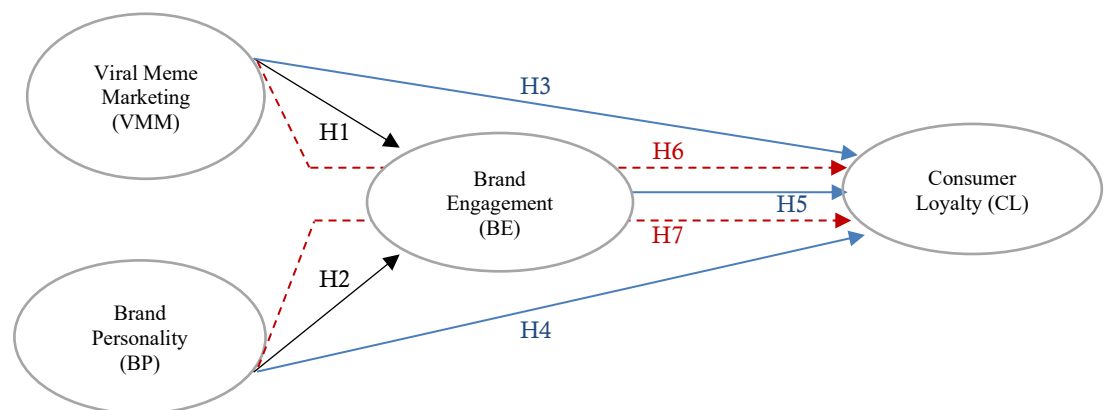 Viral Meme
Marketing
(VMM)
H3
H1
H6
Brand
Engagement
(BE)
Consumer
Loyalty (CL)
H5
H7
H2
Brand
Personality
(BP)
H4